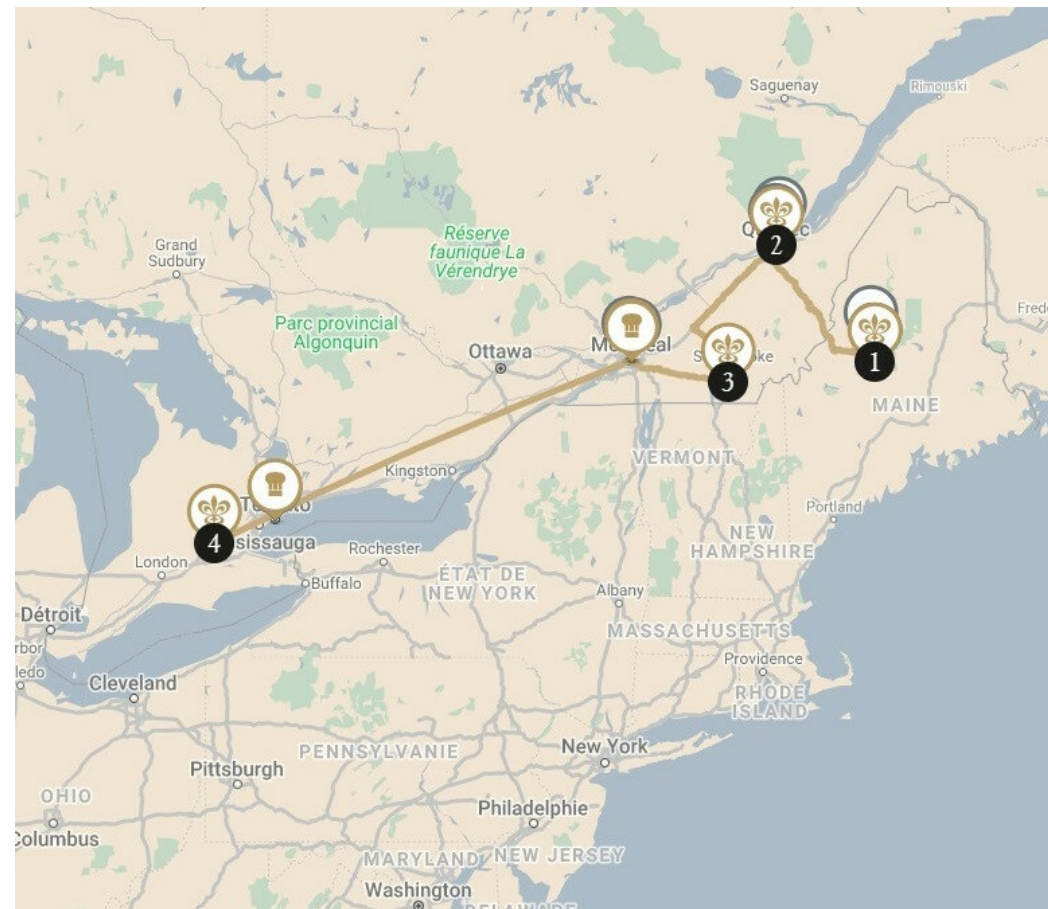 Saguenay
Rimouski
Réserve
faunique La
Vérendrye
Grand
Sudbury
2
Parc provincial
Algonquin
Ottawa
1
3
MAINE
Kingston
VERMONT
Portland
4
London
Rochester
Buffalo
NEW
HAMPSHIRE
ÉTAT DE
NEW YORK
Albany
Détroit
MASSACHUSETTS
Providence
Cleveland
RHODE
ISLAND
PENNSYLVANIE
New York
Pittsburgh
OHIO
Philadelphie
Columbus
MARYLAND
NEW JERSEY
Washington